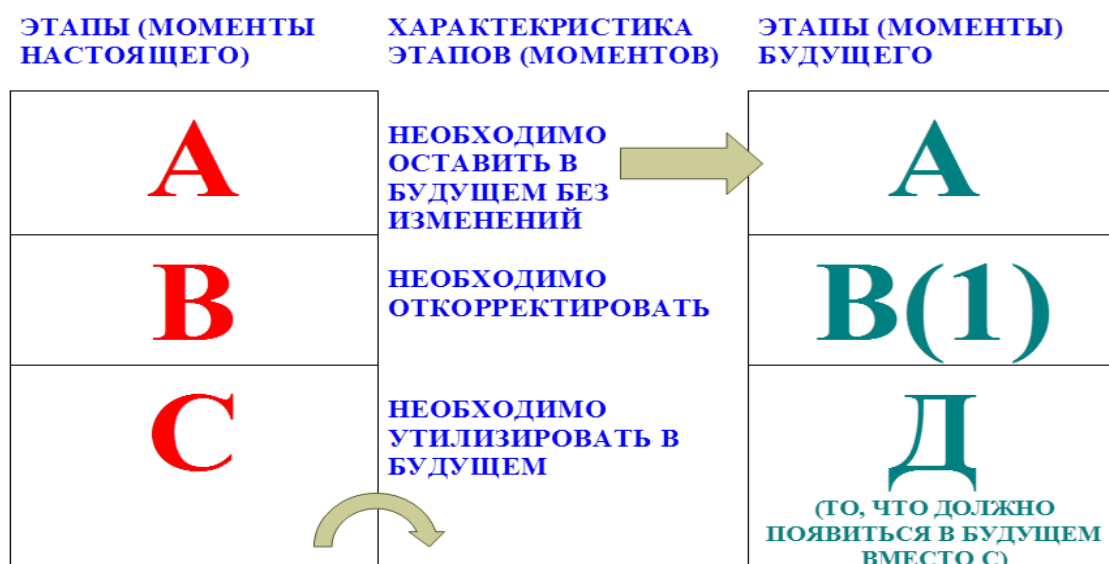 ЭТАПЫ (МОМЕНТЫ
НАСТОЯЩЕГО)
ХАРАКТЕКРИСТИКА
ЭТАПОВ (МОМЕНТОВ)
ЭТАПЫ (МОМЕНТЫ)
БУДУЩЕГО
А
НЕОБХОДИМО
ОСТАВИТЬ В
БУДУЩЕМ БЕЗ
ИЗМЕНЕНИЙ
А
В
НЕОБХОДИМО
ОТКОРРЕКТИРОВАТЬ
В(1)
С
НЕОБХОДИМО
УТИЛИЗИРОВАТЬ В
БУДУЩЕМ
Д
(ТО, ЧТО ДОЛЖНО
ПОЯВИТЬСЯ В БУДУЩЕМ
ВМЕСТО С)